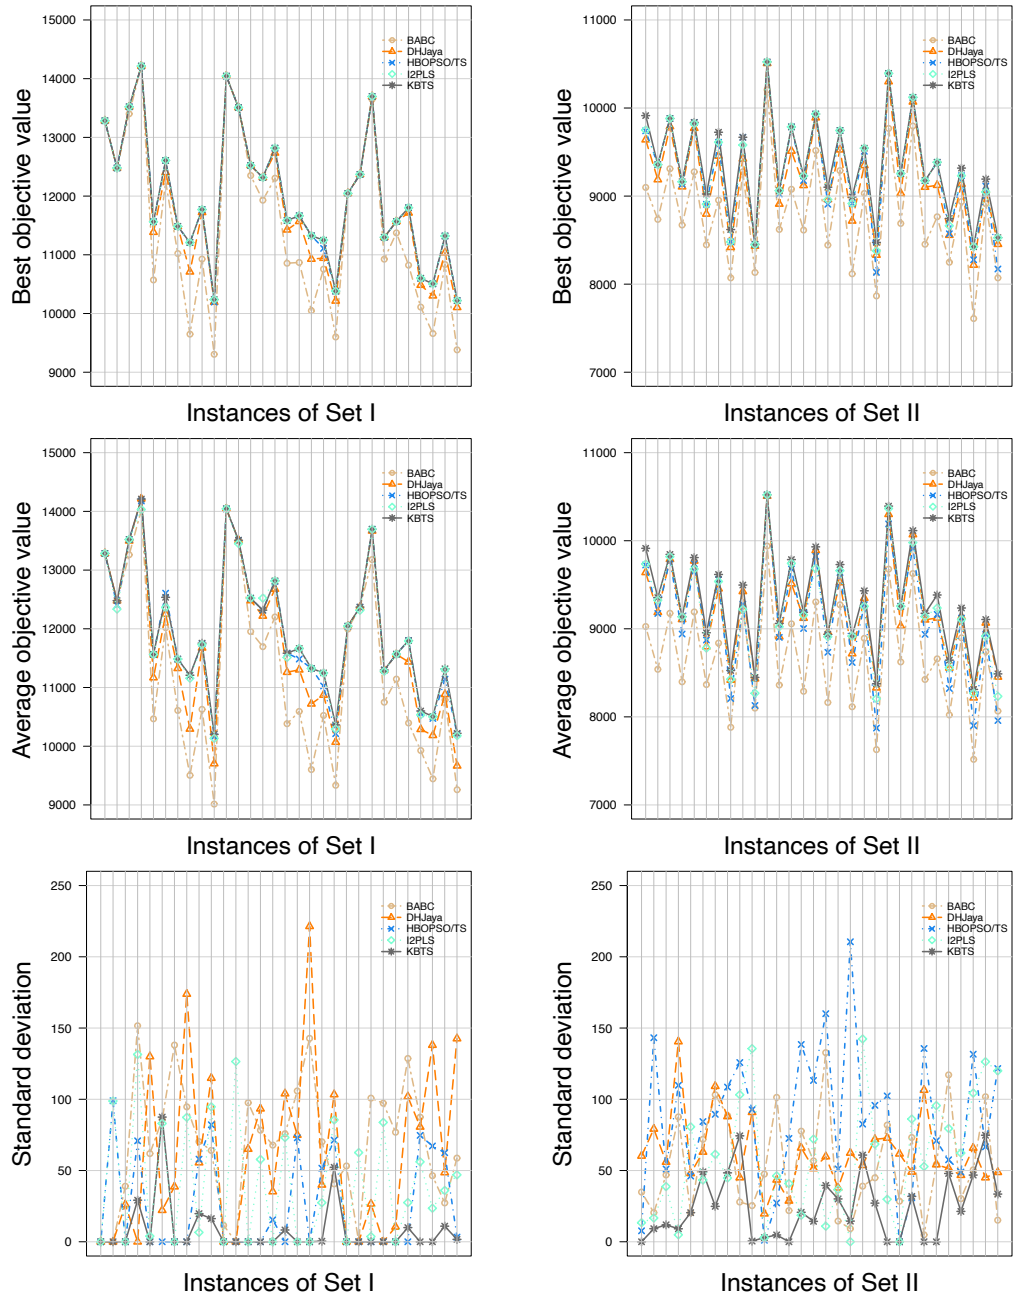 15000
14000
13000
12000
11000
10000
9000
Best objective value
BABC
DHJaya
HBOPSO/TS
I2PLS
KBTS
Instances of Set I
11000
10000
9000
8000
7000
Best objective value
BABC
DHJaya
HBOPSO/TS
I2PLS
KBTS
Instances of Set II
15000
14000
13000
12000
11000
10000
9000
Average objective value
BABC
DHJaya
HBOPSO/TS
I2PLS
KBTS
Instances of Set I
11000
10000
9000
8000
7000
Average objective value
BABC
DHJaya
HBOPSO/TS
I2PLS
KBTS
Instances of Set II
250
200
150
100
50
0
Standard deviation
BABC
DHJaya
HBOPSO/TS
I2PLS
KBTS
Instances of Set I
250
200
150
100
50
0
Standard deviation
BABC
DHJaya
HBOPSO/TS
I2PLS
KBTS
Instances of Set II